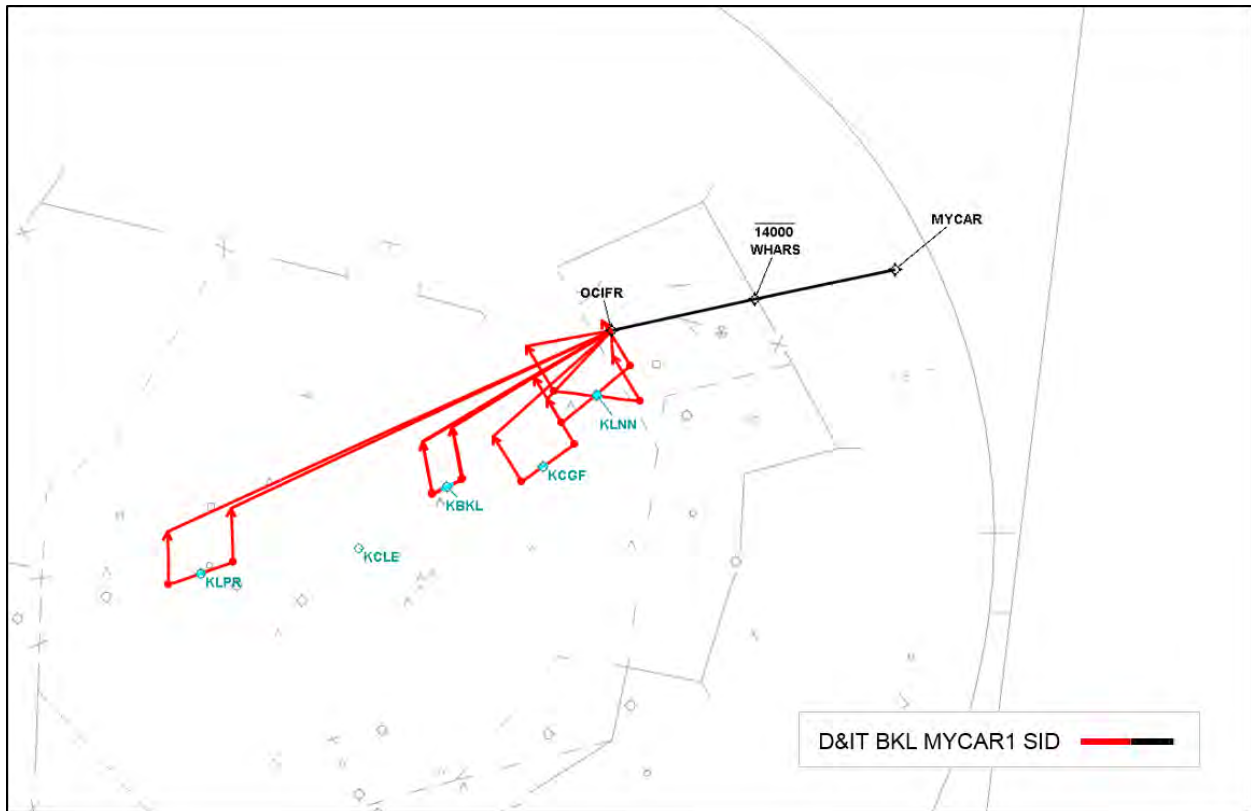 MYCAR
14000
WHARS
OCIFR
KLNN
KCGF
KBKL
KCLE
KLPR
D&IT BKL MYCAR1 SID